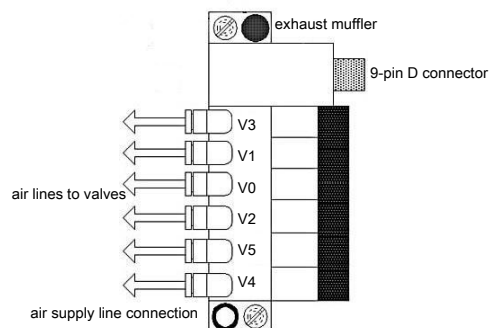 exhaust muffler
9-pin D connector
V3
V1
V0
air lines to valves
V2
V5
V4
air supply line connection